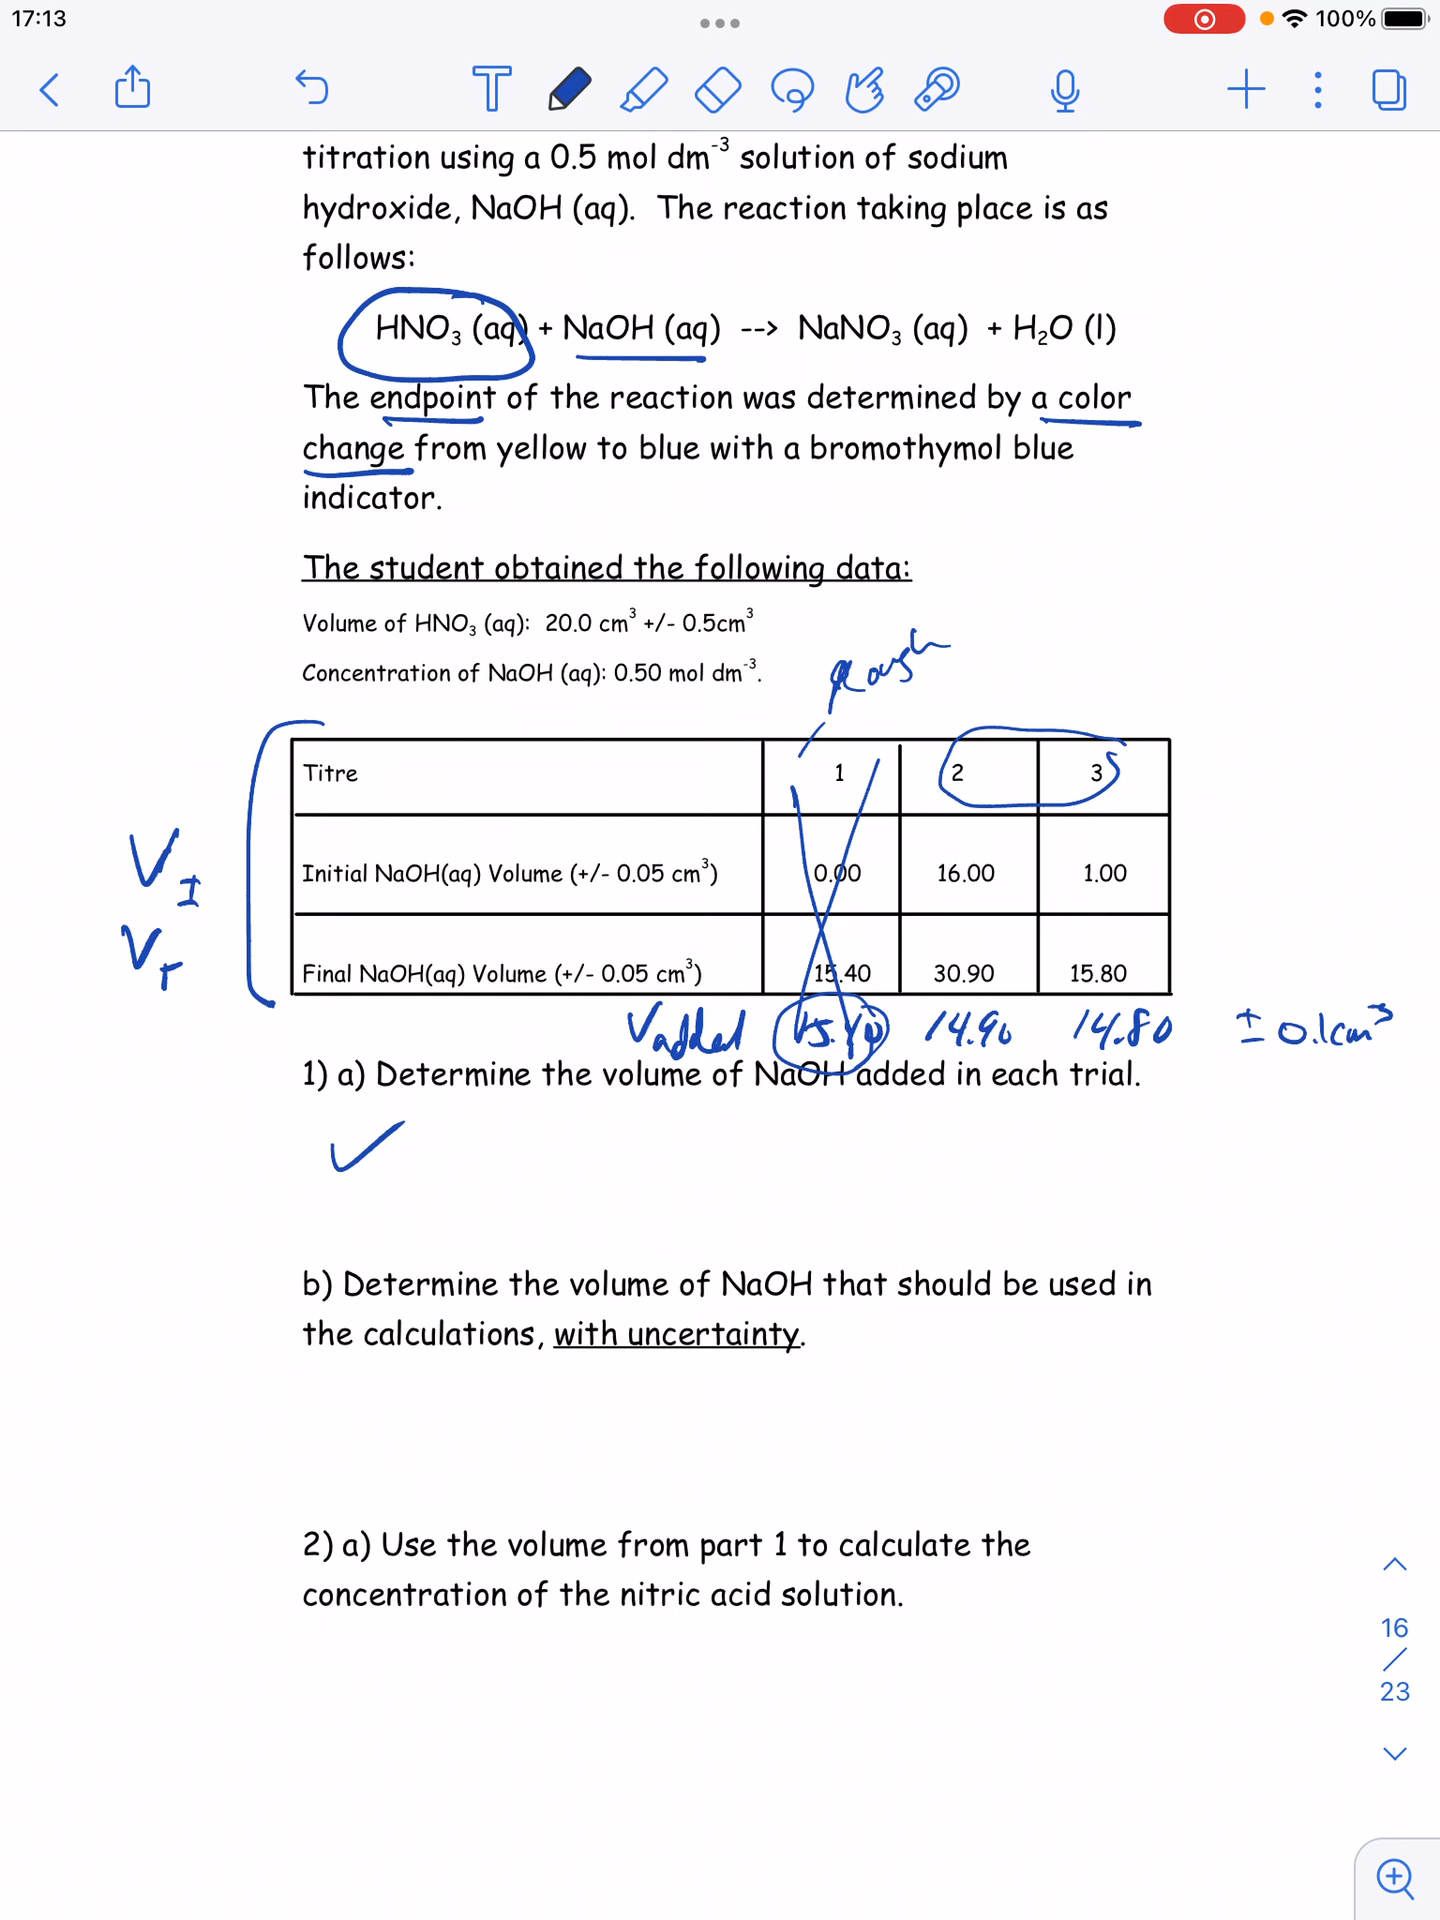 17:13
100%
titration using a 0.5 mol dm⁻³ solution of sodium
hydroxide, NaOH (aq). The reaction taking place is as
follows:
HNO₃ (aq) + NaOH (aq) --> NaNO₃ (aq) + H₂O (l)
The endpoint of the reaction was determined by a color
change from yellow to blue with a bromothymol blue
indicator.
The student obtained the following data:
Volume of HNO₃ (aq): 20.0 cm³ +/- 0.5cm³
Concentration of NaOH (aq): 0.50 mol dm⁻³.
Rough
Titre 1 2 3
V_I
Initial NaOH(aq) Volume (+/- 0.05 cm³) 0.00 16.00 1.00
V_F
Final NaOH(aq) Volume (+/- 0.05 cm³) 15.40 30.90 15.80
Vadded 15.40 14.90 14.80 ± 0.1cm³
1) a) Determine the volume of NaOH added in each trial.
b) Determine the volume of NaOH that should be used in
the calculations, with uncertainty.
2) a) Use the volume from part 1 to calculate the
concentration of the nitric acid solution.
16
/
23